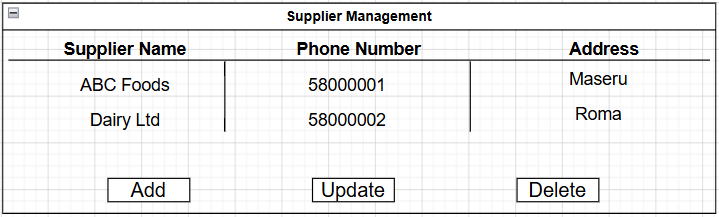 Supplier Management
Supplier Name Phone Number Address
ABC Foods 58000001 Maseru
Dairy Ltd 58000002 Roma
Add Update Delete